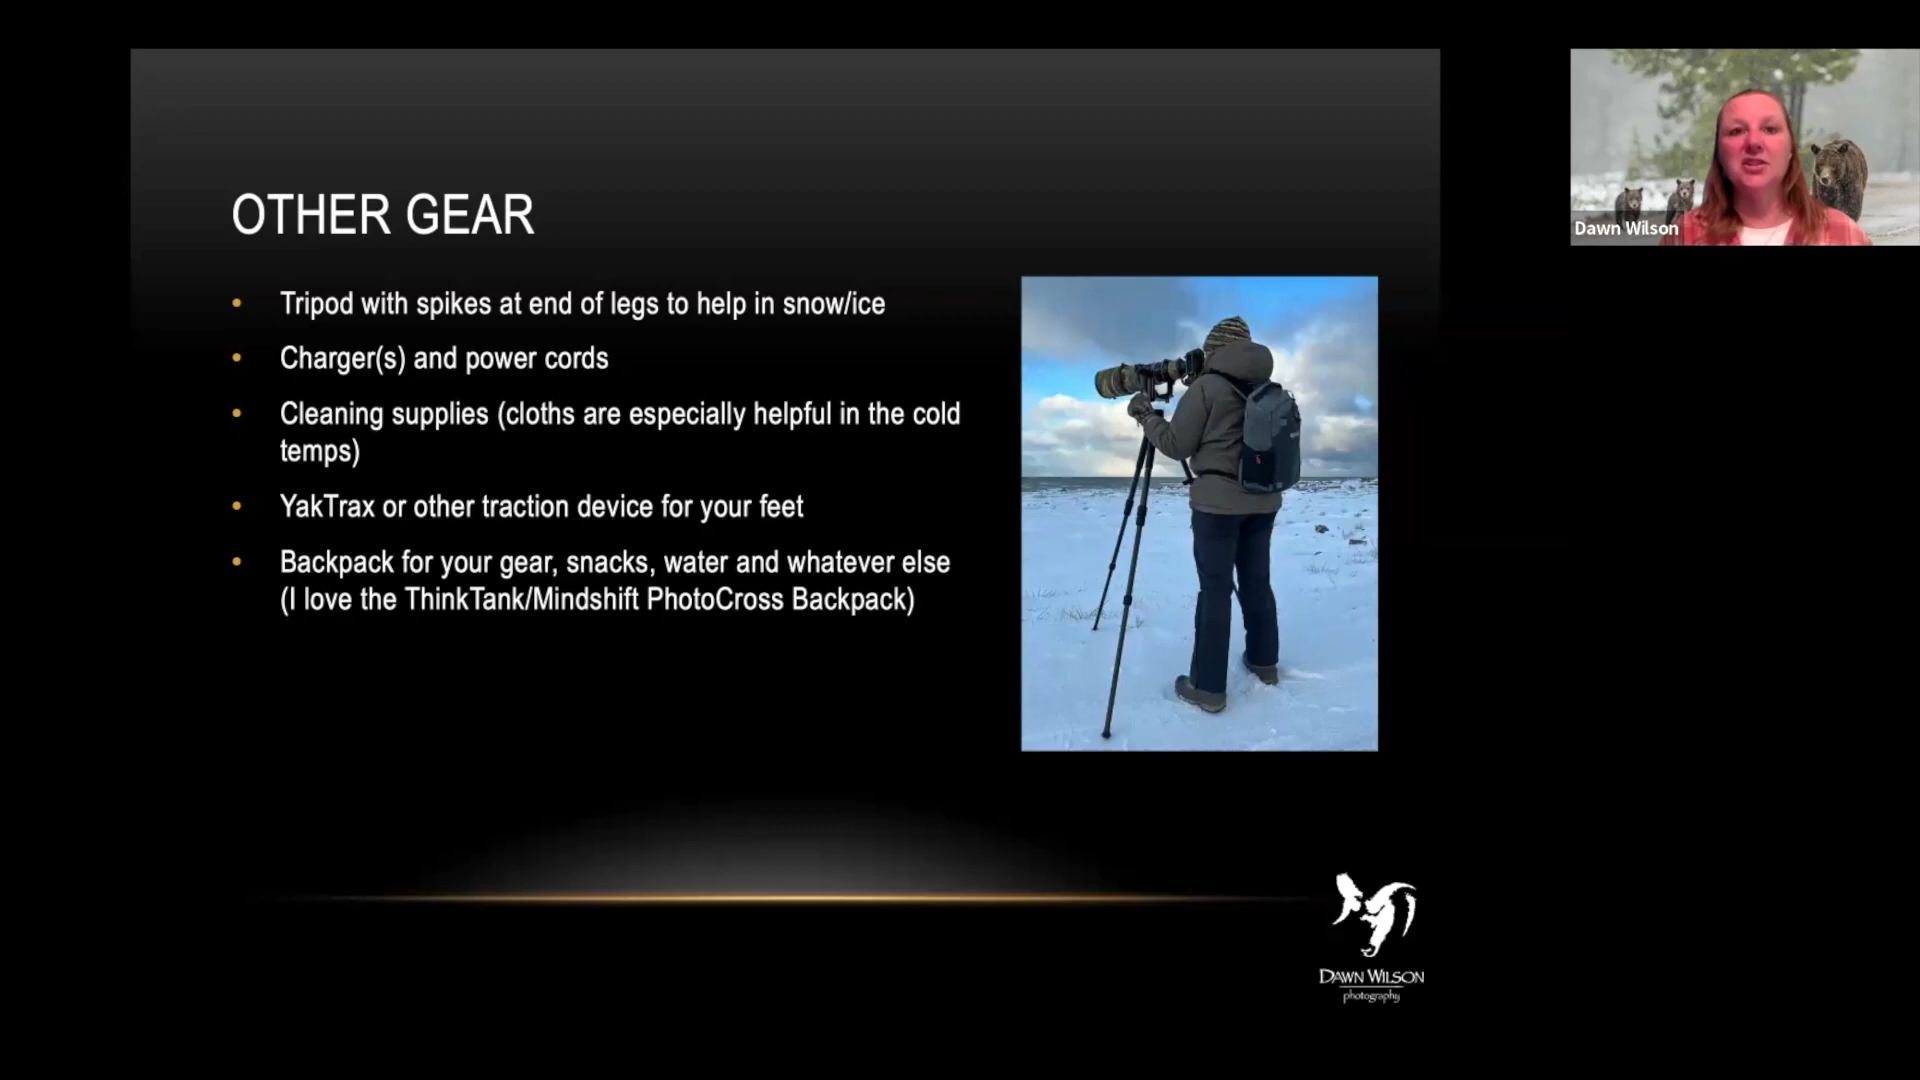 OTHER GEAR
• Tripod with spikes at end of legs to help in snow/ice
• Charger(s) and power cords
• Cleaning supplies (cloths are especially helpful in the cold
temps)
• YakTrax or other traction device for your feet
• Backpack for your gear, snacks, water and whatever else
(I love the ThinkTank/Mindshift PhotoCross Backpack)
Dawn Wilson
DAWN WILSON
photography